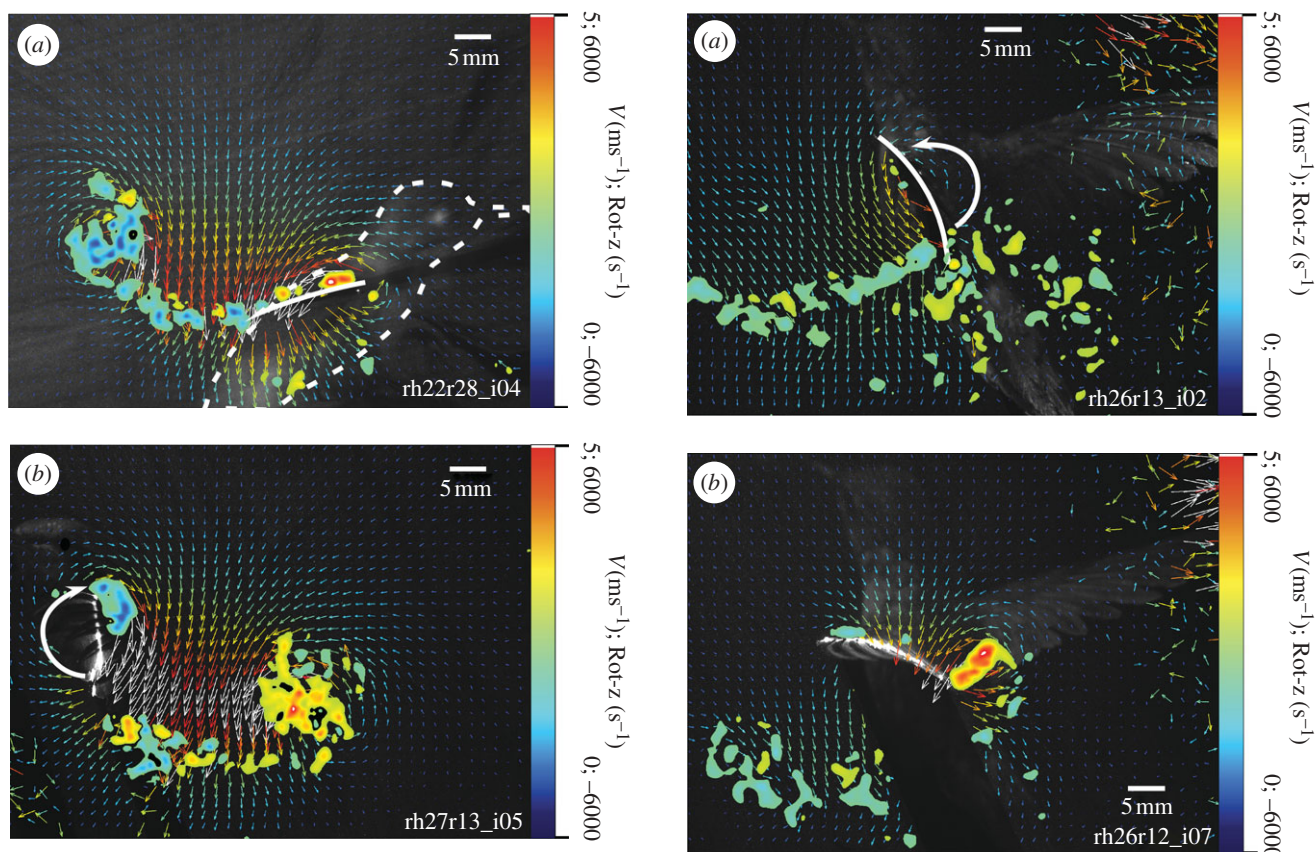 (a)
5 mm
rh22r28_i04
5; 6000
V(ms⁻¹); Rot-z (s⁻¹)
0; –6000
(a)
5 mm
rh26r13_i02
5; 6000
V(ms⁻¹); Rot-z (s⁻¹)
0; –6000
(b)
5 mm
rh27r13_i05
5; 6000
V(ms⁻¹); Rot-z (s⁻¹)
0; –6000
(b)
5 mm
rh26r12_i07
5; 6000
V(ms⁻¹); Rot-z (s⁻¹)
0; –6000